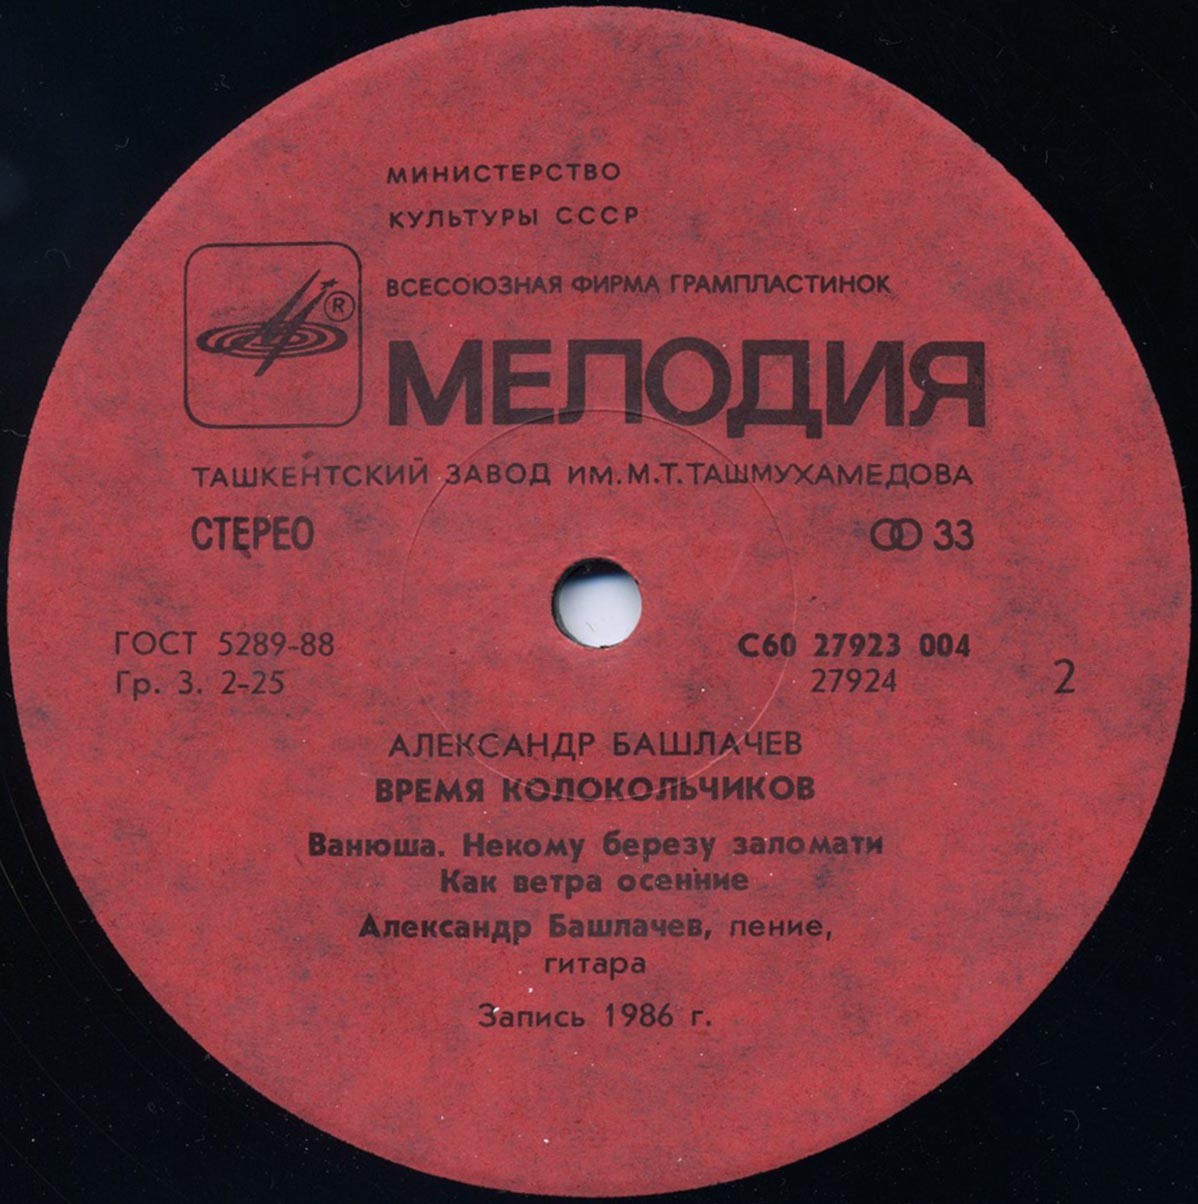 МИНИСТЕРСТВО
КУЛЬТУРЫ СССР
ВСЕСОЮЗНАЯ ФИРМА ГРАМПЛАСТИНОК
®
МЕЛОДИЯ
ТАШКЕНТСКИЙ ЗАВОД ИМ. М. Т. ТАШМУХАМЕДОВА
СТЕРЕО 33
ГОСТ 5289-88 С60 27923 004
Гр. 3. 2-25 27924 2
АЛЕКСАНДР БАШЛАЧЕВ
ВРЕМЯ КОЛОКОЛЬЧИКОВ
Ванюша. Некому березу заломати
Как ветра осенние
Александр Башлачев, пение,
гитара
Запись 1986 г.